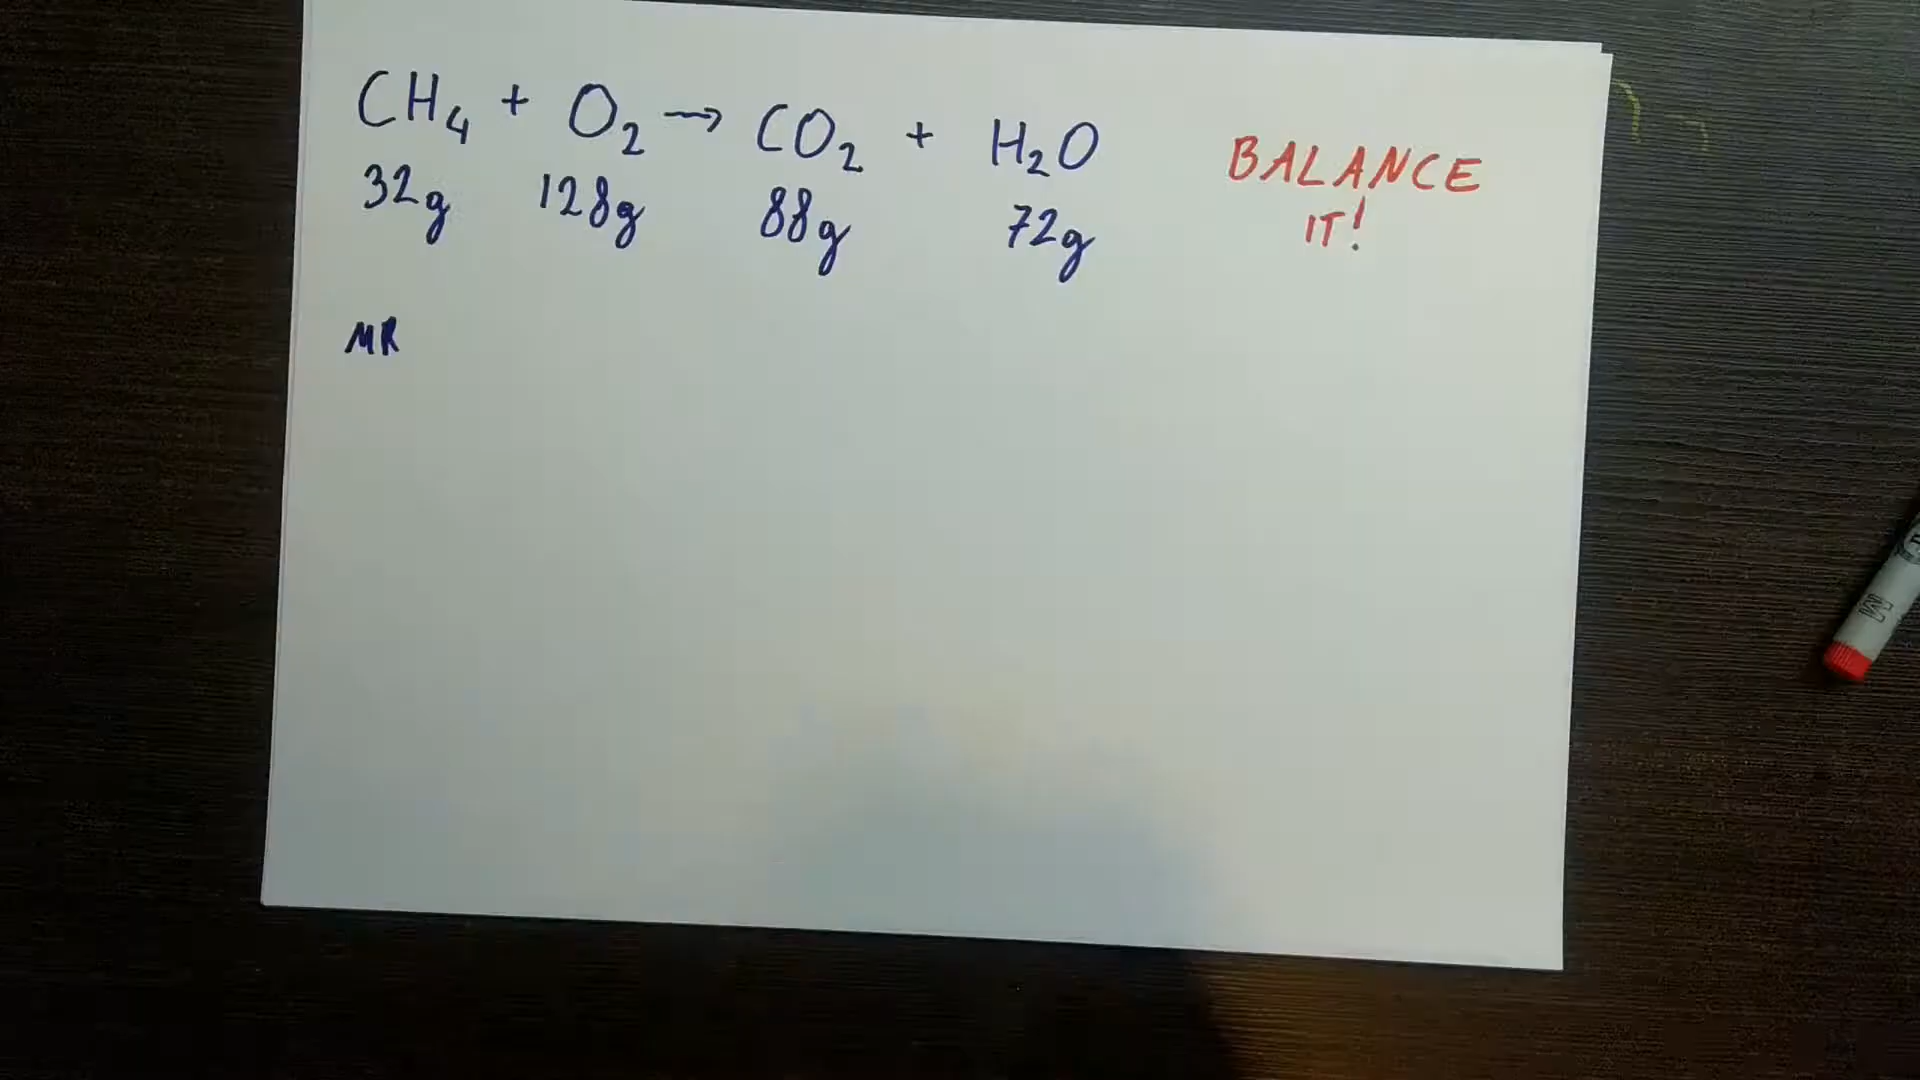 CH₄ + O₂ → CO₂ + H₂O
32g 128g 88g 72g
BALANCE
IT!
MR
M